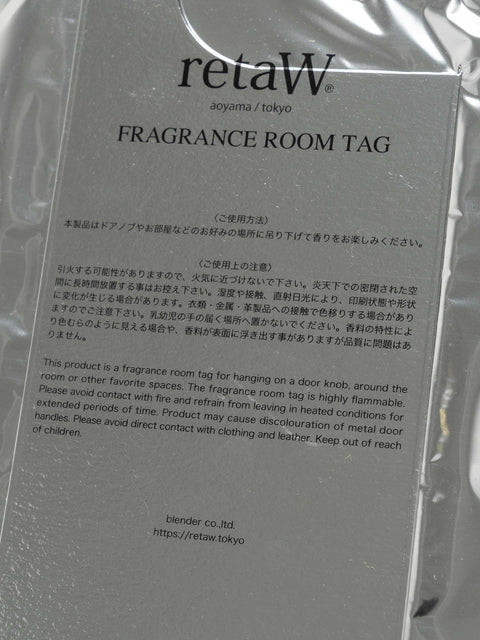 retaW®
aoyama / tokyo
FRAGRANCE ROOM TAG
〈ご使用方法〉
本製品はドアノブやお部屋などのお好みの場所に吊り下げて香りをお楽しみください。
〈ご使用上の注意〉
引火する可能性がありますので、火気に近づけないで下さい。炎天下での密閉された空
間に長時間放置する事はお控え下さい。湿度や接触、直射日光により、印刷状態や形状
に変化が生じる場合があります。衣類・金属・革製品への接触で色移りする場合があり
ますのでご注意下さい。乳幼児の手の届く場所へ置かないでください。香料の特性によ
り色むらのように見える場合や、香料が表面に浮き出す事がありますが品質に問題はあ
りません。
This product is a fragrance room tag for hanging on a door knob, around the
room or other favorite spaces. The fragrance room tag is highly flammable.
Please avoid contact with fire and refrain from leaving in heated conditions for
extended periods of time. Product may cause discolouration of metal door
handles. Please avoid direct contact with clothing and leather. Keep out of reach
of children.
blender co.,ltd.
https://retaw.tokyo